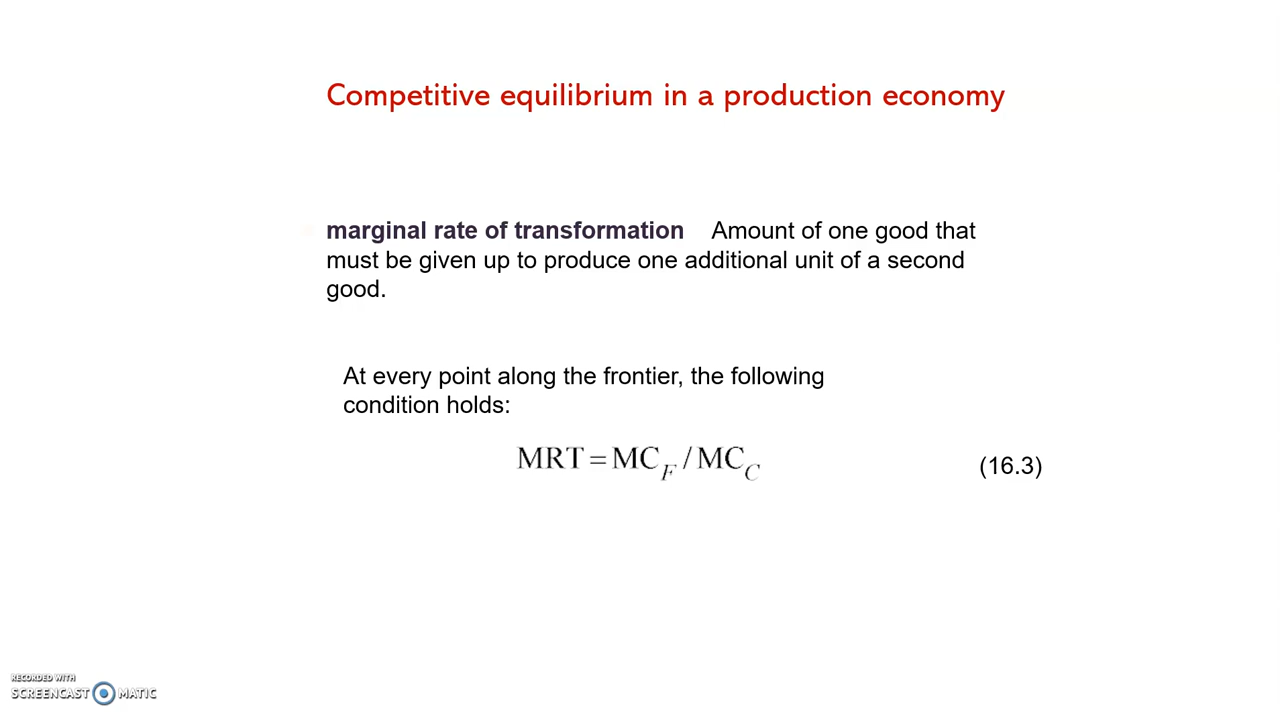 Competitive equilibrium in a production economy
marginal rate of transformation Amount of one good that
must be given up to produce one additional unit of a second
good.
At every point along the frontier, the following
condition holds:
MRT = MC_F / MC_C (16.3)
RECORDED WITH
SCREENCAST MATIC